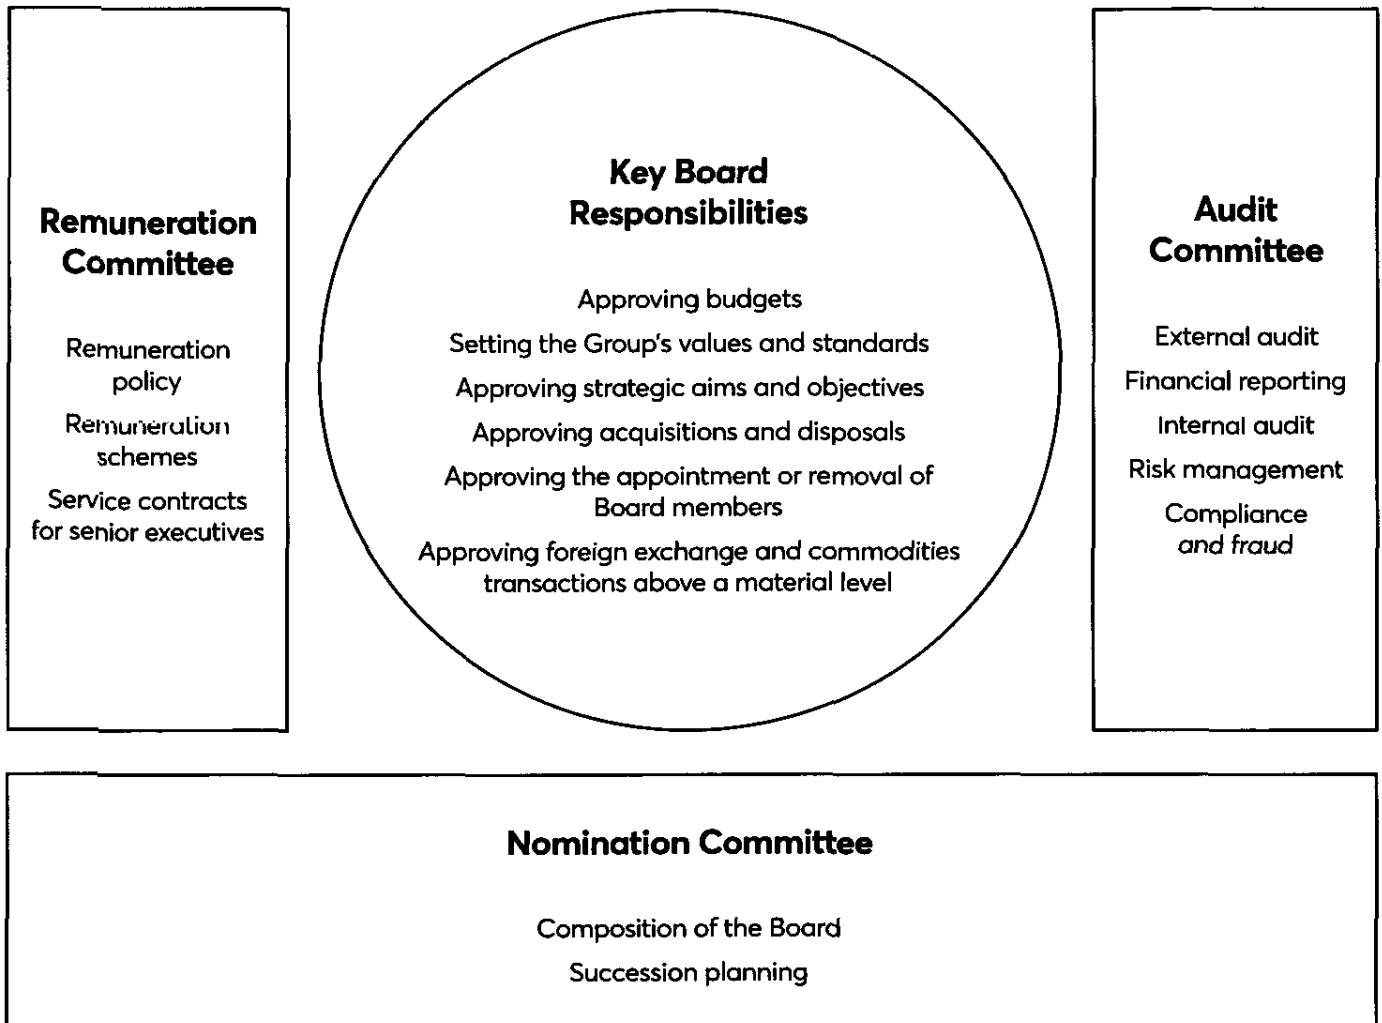 Remuneration
Committee
Remuneration
policy
Remuneration
schemes
Service contracts
for senior executives
Key Board
Responsibilities
Approving budgets
Setting the Group's values and standards
Approving strategic aims and objectives
Approving acquisitions and disposals
Approving the appointment or removal of
Board members
Approving foreign exchange and commodities
transactions above a material level
Audit
Committee
External audit
Financial reporting
Internal audit
Risk management
Compliance
and fraud
Nomination Committee
Composition of the Board
Succession planning